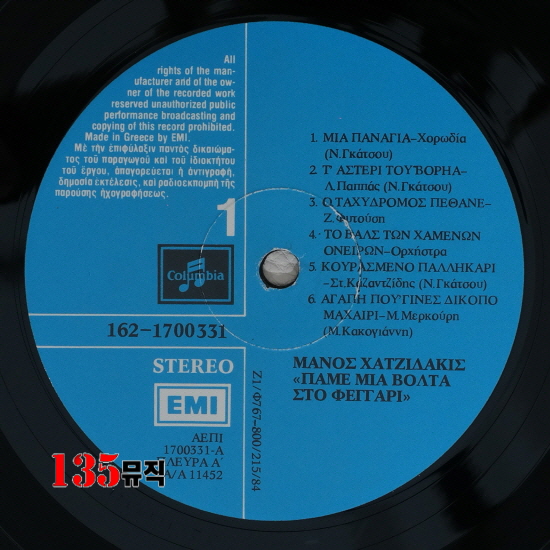 All
rights of the man-
ufacturer and of the ow-
ner of the recorded work
reserved unauthorized public
performance broadcasting and
copying of this record prohibited.
Made in Greece by EMI.
Μὲ τὴν ἐπιφύλαξιν παντὸς δικαιώμα-
τος τοῦ παραγωγοῦ καὶ τοῦ ἰδιοκτήτου
τοῦ ἔργου, ἀπαγορεύεται ἡ ἀντιγραφή,
δημοσία ἐκτέλεσις, καὶ ραδιοεκπομπὴ τῆς
παρούσης ἠχογραφήσεως.
1
Columbia
162-1700331
STEREO
EMI
ΑΕΠΙ
1700331-A
ΠΛΕΥΡΑ Α΄
A/A 11452
Z1/Φ767-800/215/84
1. ΜΙΑ ΠΑΝΑΓΙΑ-Χορωδία
(Ν.Γκάτσου)
2. Τ' ΑΣΤΕΡΙ ΤΟΥ ΒΟΡΗΑ-
Λ.Παππάς (Ν.Γκάτσου)
3. Ο ΤΑΧΥΔΡΟΜΟΣ ΠΕΘΑΝΕ-
Ζ.Φυτούση
4. ΤΟ ΒΑΛΣ ΤΩΝ ΧΑΜΕΝΩΝ
ΟΝΕΙΡΩΝ-Ορχήστρα
5 ΚΟΥΡΑΣΜΕΝΟ ΠΑΛΛΗΚΑΡΙ
-Στ.Καζαντζίδης (Ν.Γκάτσου)
6. ΑΓΑΠΗ ΠΟΥ'ΓΙΝΕΣ ΔΙΚΟΠΟ
ΜΑΧΑΙΡΙ-Μ.Μερκούρη
(Μ.Κακογιάννη)
ΜΑΝΟΣ ΧΑΤΖΙΔΑΚΙΣ
«ΠΑΜΕ ΜΙΑ ΒΟΛΤΑ
ΣΤΟ ΦΕΓΓΑΡΙ»
135뮤직